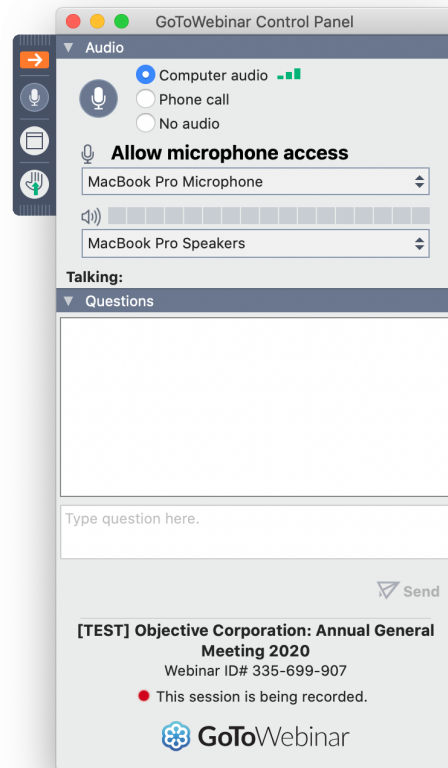 GoToWebinar Control Panel
Audio
Computer audio
Phone call
No audio
Allow microphone access
MacBook Pro Microphone
MacBook Pro Speakers
Talking:
Questions
Type question here.
Send
[TEST] Objective Corporation: Annual General
Meeting 2020
Webinar ID# 335-699-907
This session is being recorded.
GoToWebinar